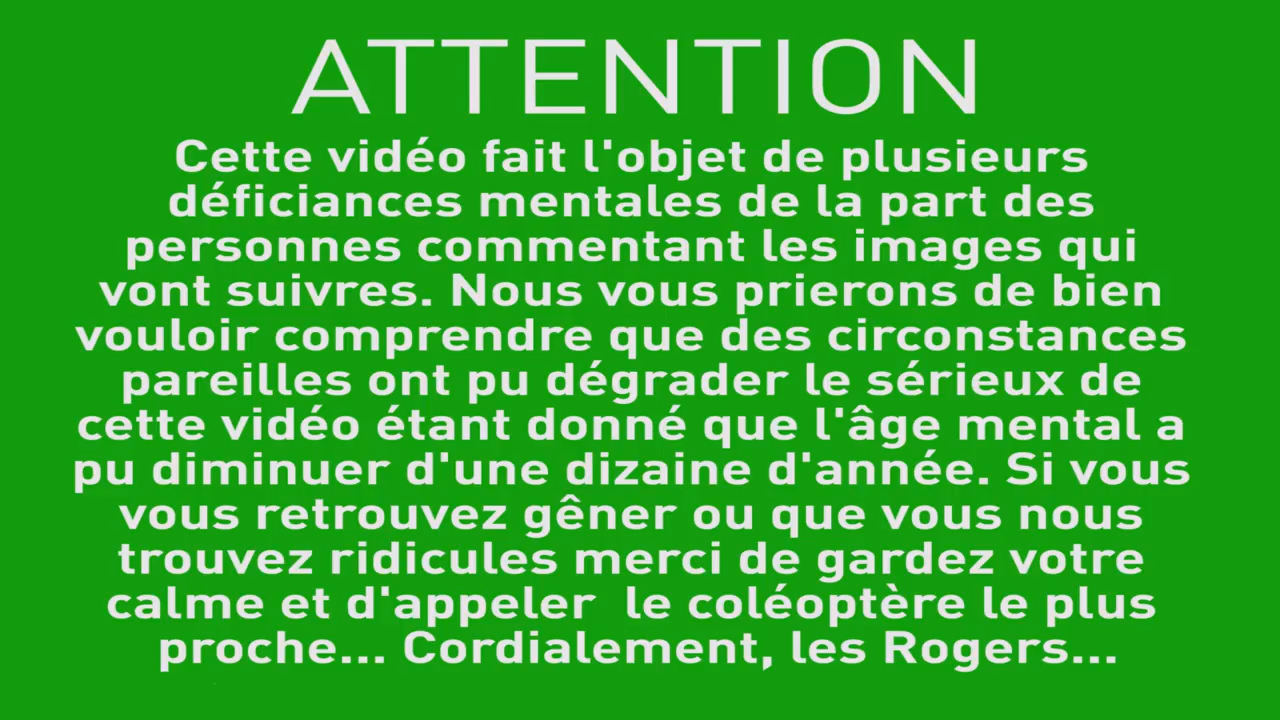 ATTENTION
Cette vidéo fait l'objet de plusieurs
déficiances mentales de la part des
personnes commentant les images qui
vont suivres. Nous vous prierons de bien
vouloir comprendre que des circonstances
pareilles ont pu dégrader le sérieux de
cette vidéo étant donné que l'âge mental a
pu diminuer d'une dizaine d'année. Si vous
vous retrouvez gêner ou que vous nous
trouvez ridicules merci de gardez votre
calme et d'appeler  le coléoptère le plus
proche... Cordialement, les Rogers...